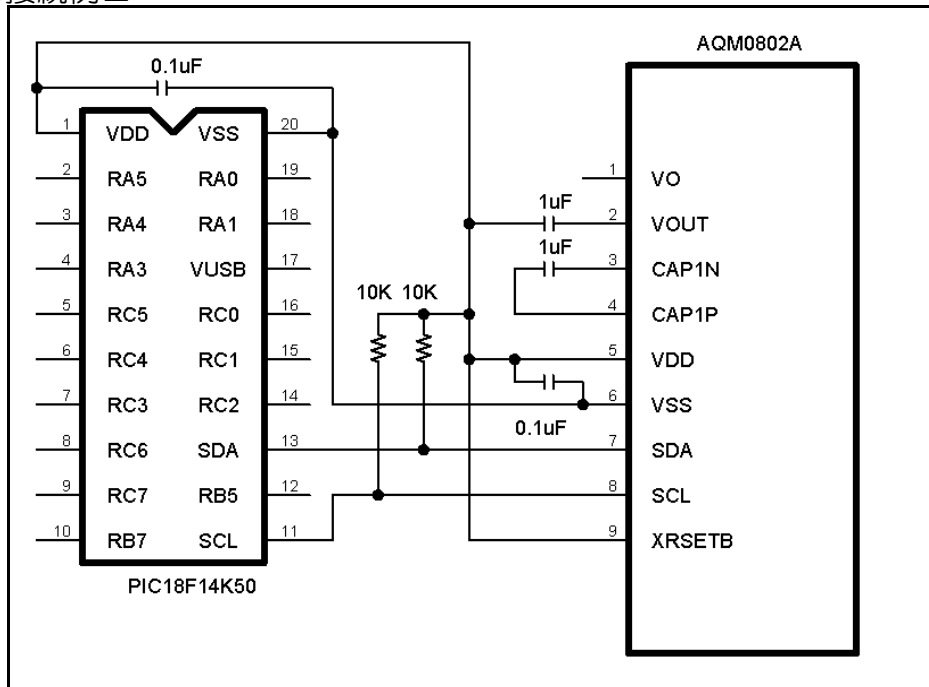 AQM0802A
0.1uF
1 VDD VSS 20
2 RA5 RA0 19
3 RA4 RA1 18
4 RA3 VUSB 17
5 RC5 RC0 16
6 RC4 RC1 15
7 RC3 RC2 14
8 RC6 SDA 13
9 RC7 RB5 12
10 RB7 SCL 11
PIC18F14K50
10K 10K
1uF
1uF
0.1uF
1 VO
2 VOUT
3 CAP1N
4 CAP1P
5 VDD
6 VSS
7 SDA
8 SCL
9 XRSETB